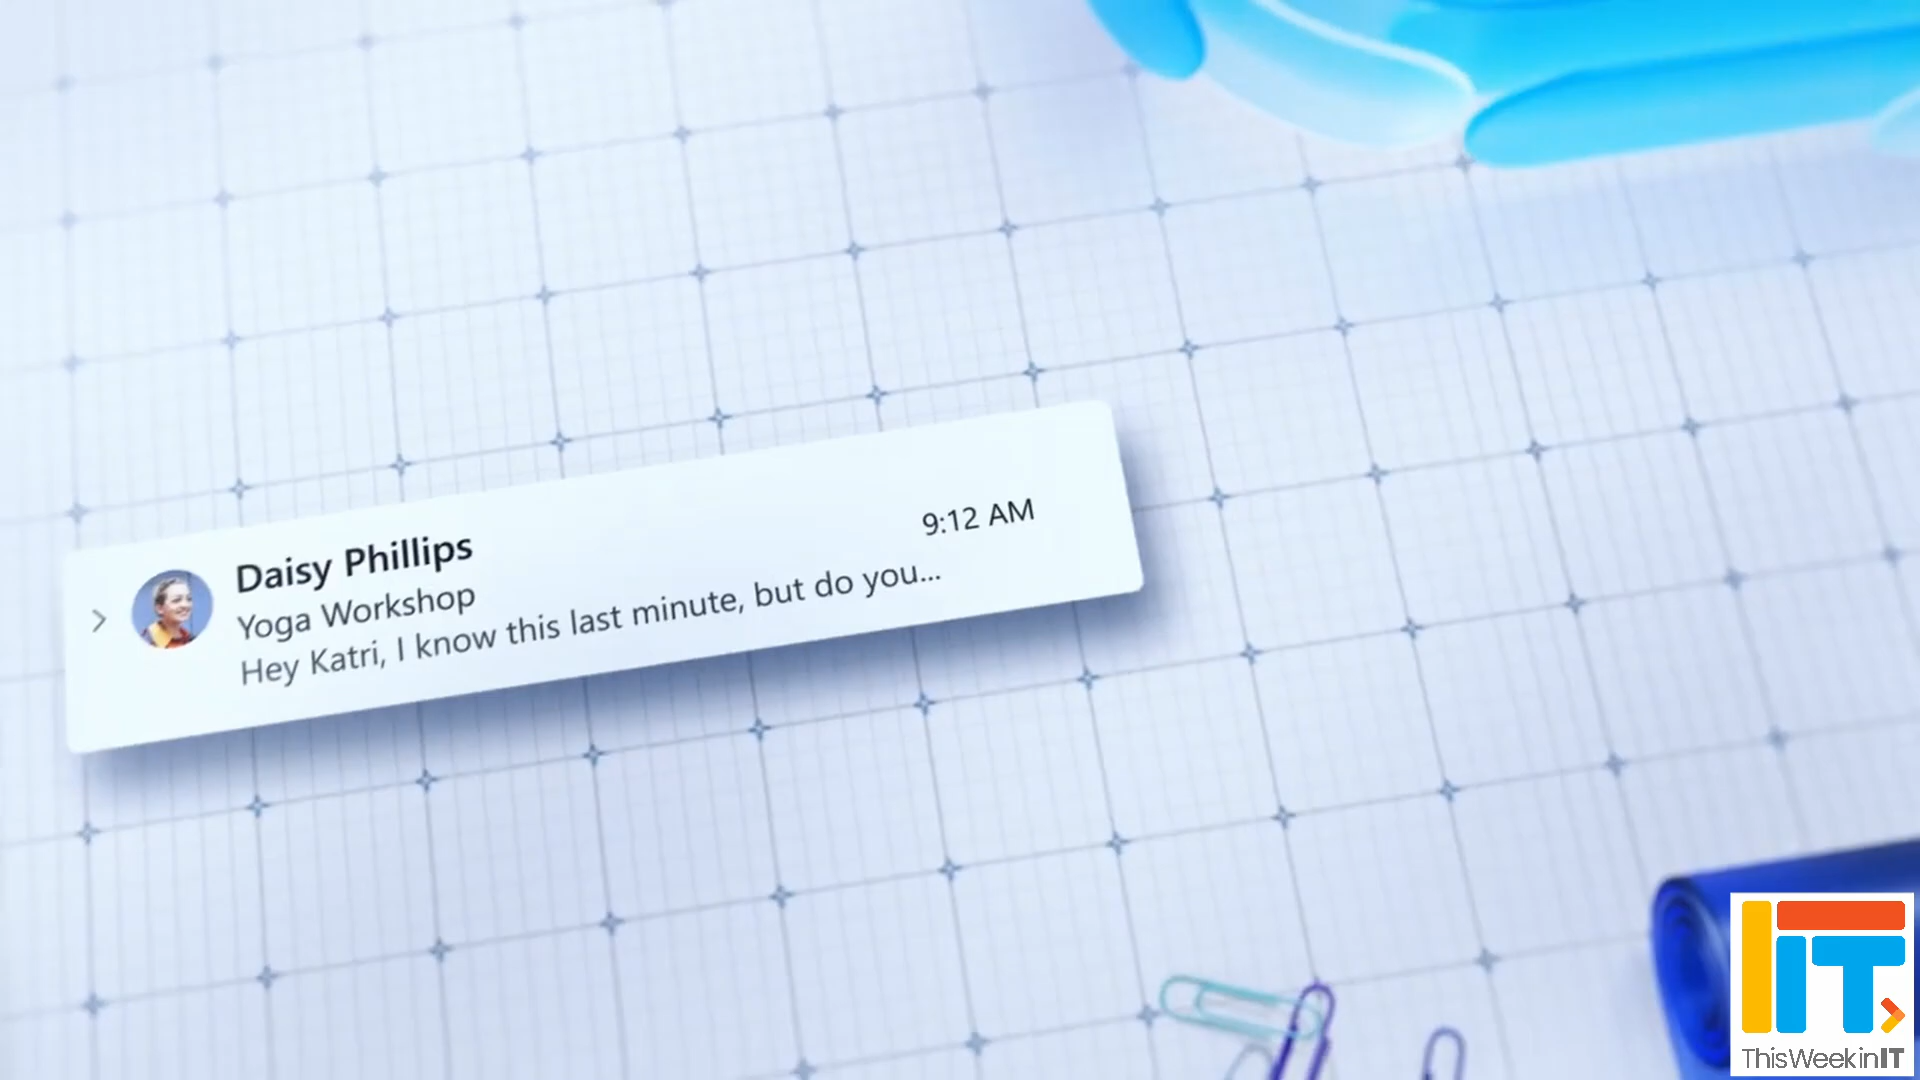 Daisy Phillips
9:12 AM
Yoga Workshop
Hey Katri, I know this last minute, but do you...
IT
ThisWeekinIT